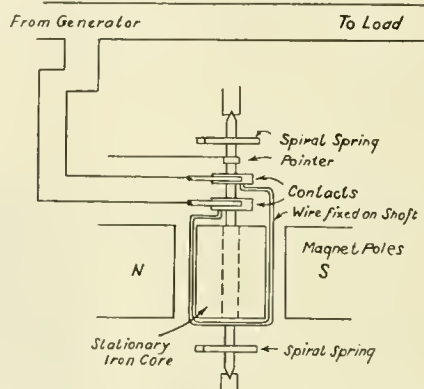 From Generator
To Load
Spiral Spring
Pointer
Contacts
Wire fixed on Shaft
Magnet Poles
N
S
Stationary
Iron Core
Spiral Spring